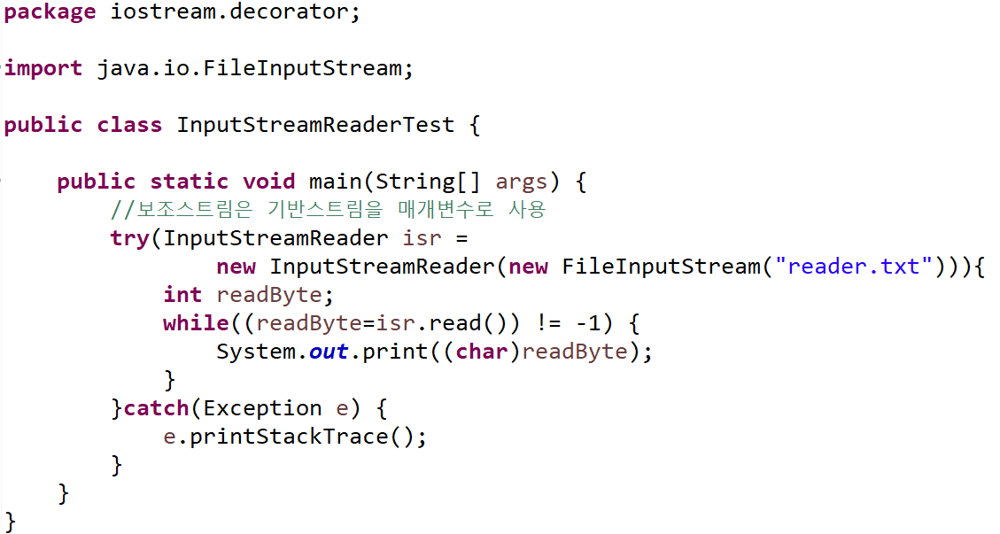 package iostream.decorator;
import java.io.FileInputStream;
public class InputStreamReaderTest {
public static void main(String[] args) {
//보조스트림은 기반스트림을 매개변수로 사용
try(InputStreamReader isr =
new InputStreamReader(new FileInputStream("reader.txt"))){
int readByte;
while((readByte=isr.read()) != -1) {
System.out.print((char)readByte);
}
}catch(Exception e) {
e.printStackTrace();
}
}
}